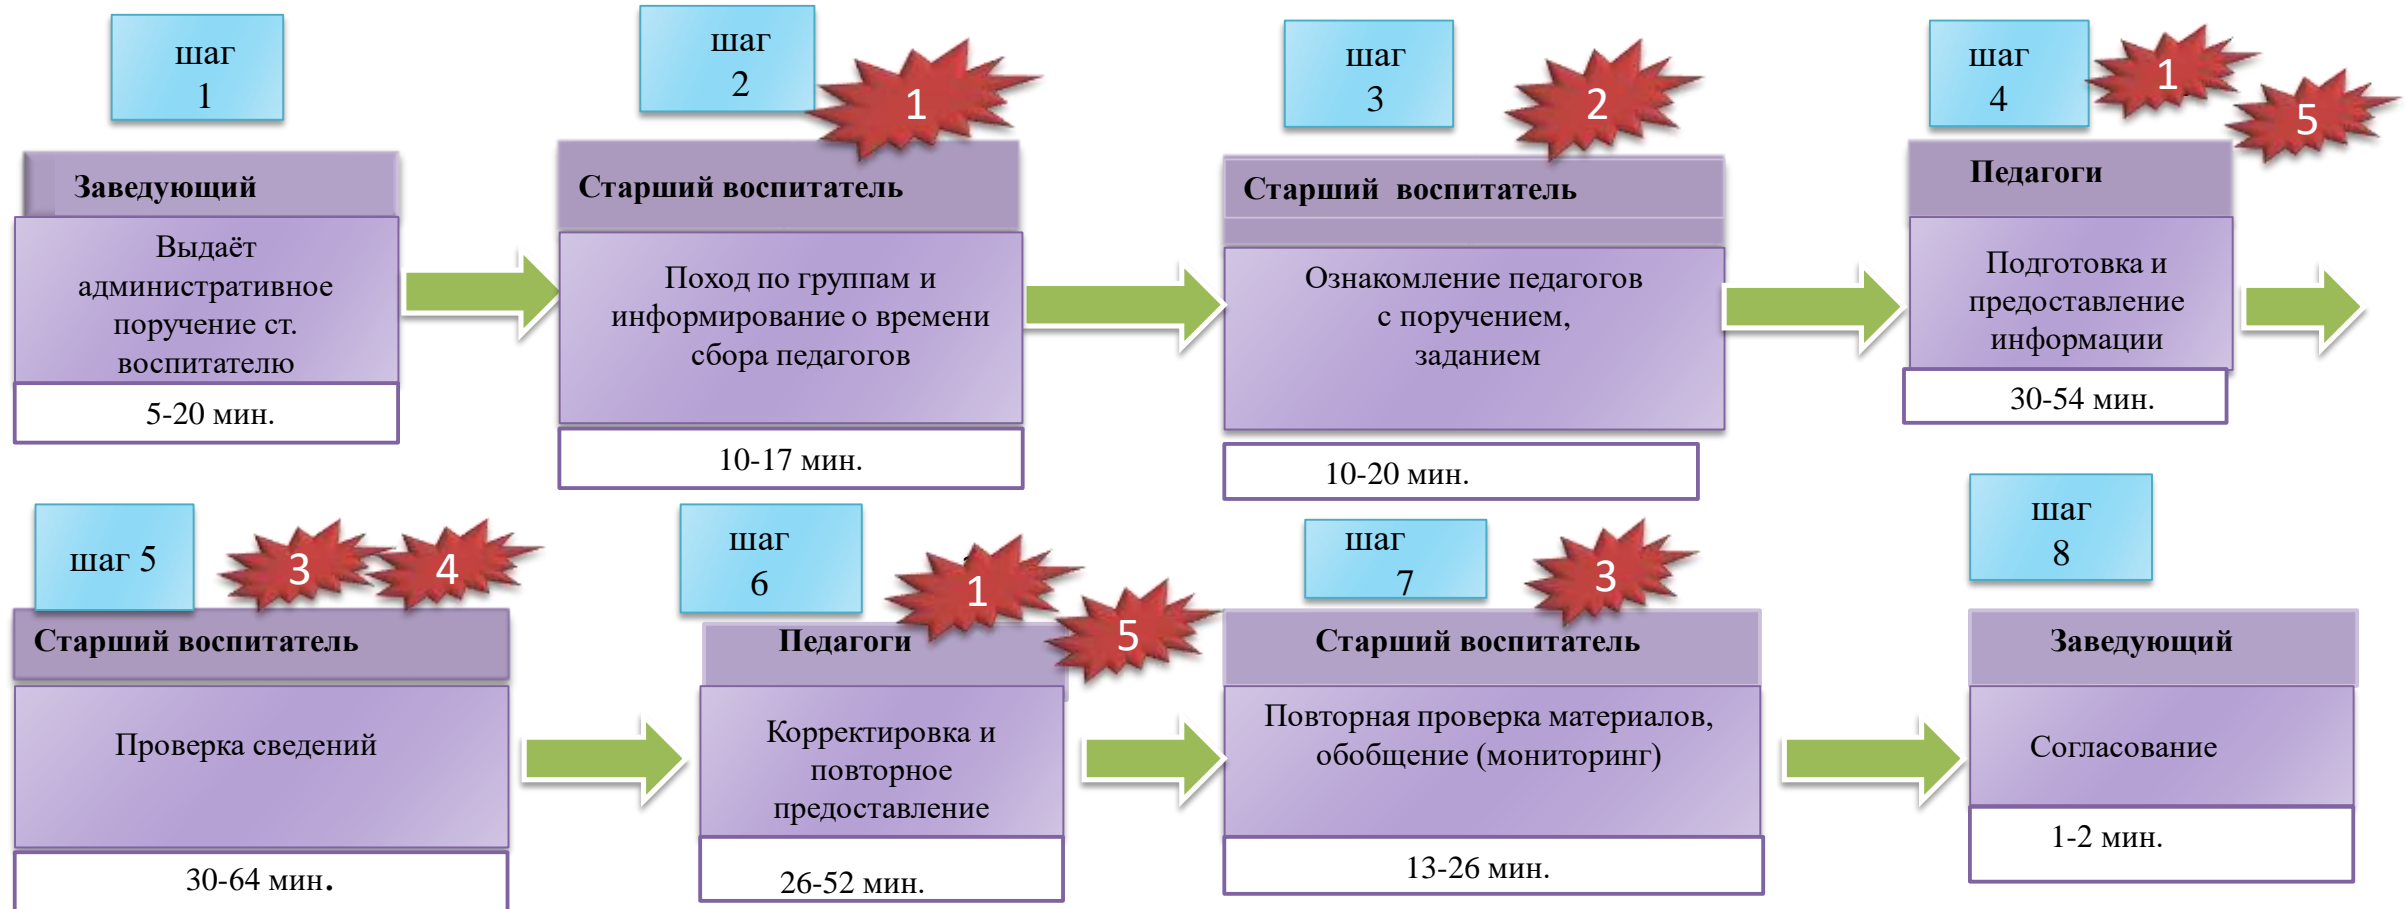 шаг
1
Заведующий
Выдаёт
административное
поручение ст.
воспитателю
5-20 мин.
шаг
2
1
Старший воспитатель
Поход по группам и
информирование о времени
сбора педагогов
10-17 мин.
шаг
3
2
Старший воспитатель
Ознакомление педагогов
с поручением,
заданием
10-20 мин.
шаг
4
1
5
Педагоги
Подготовка и
предоставление
информации
30-54 мин.
шаг 5
3
4
Старший воспитатель
Проверка сведений
30-64 мин.
шаг
6
1
5
Педагоги
Корректировка и
повторное
предоставление
26-52 мин.
шаг
7
3
Старший воспитатель
Повторная проверка материалов,
обобщение (мониторинг)
13-26 мин.
шаг
8
Заведующий
Согласование
1-2 мин.